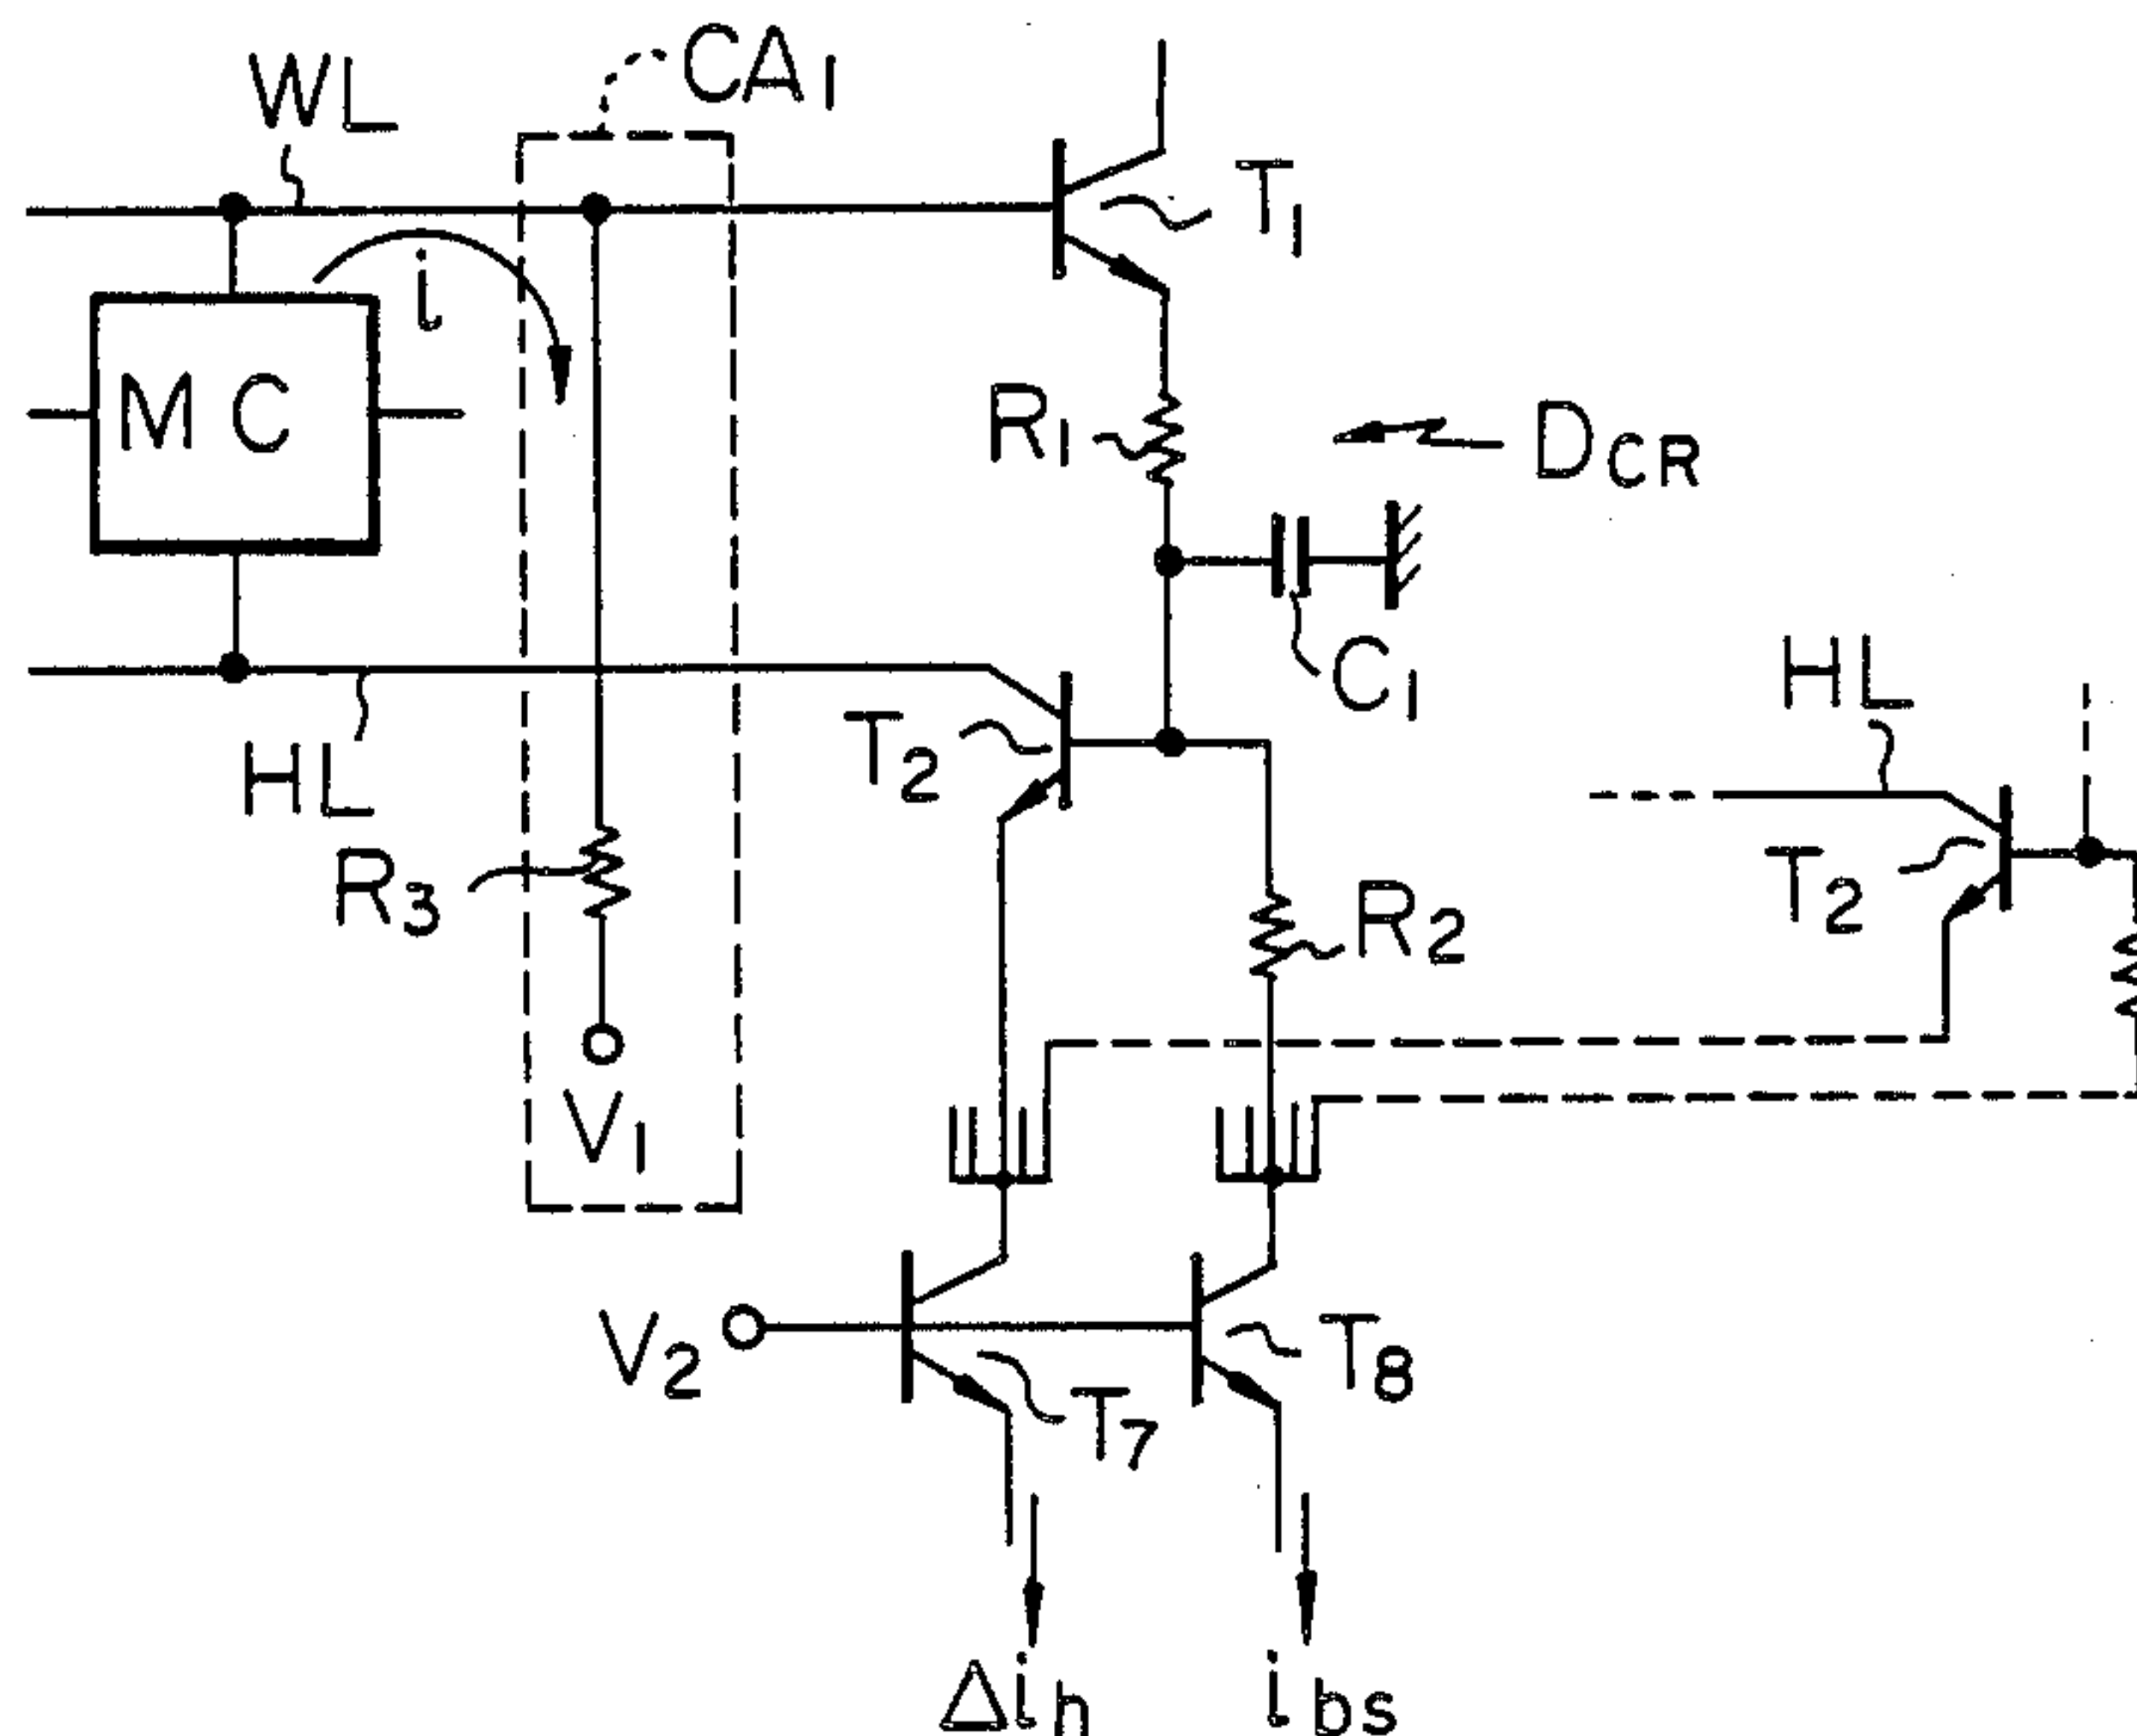 CA1
WL
T1
i
R1
DCR
MC
C1
HL
HL
T2
T2
R3
R2
V1
V2
T8
T7
Δih
ibs